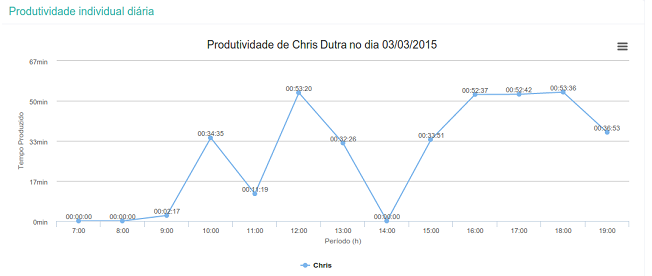 Produtividade individual diária
Produtividade de Chris Dutra no dia 03/03/2015
67min
50min
33min
17min
0min
Tempo Produzido
00:00:00
00:00:00
00:02:17
00:34:35
00:11:19
00:53:20
00:32:26
00:00:00
00:33:51
00:52:37
00:52:42
00:53:36
7:00 8:00 9:00 10:00 11:00 12:00 13:00 14:00 15:00 16:00 17:00 18:00 19:00
Período (h)
Chris